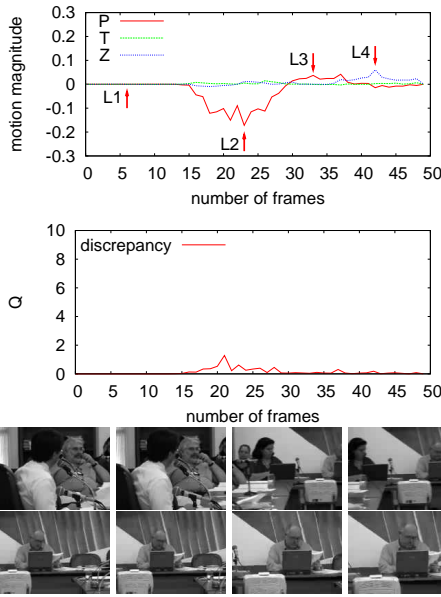 0.3
0.2
0.1
0
-0.1
-0.2
-0.3
motion magnitude
P
T
Z
L1
L2
L3
L4
0 5 10 15 20 25 30 35 40 45 50
number of frames
10
8
6
4
2
0
Q
discrepancy
0 5 10 15 20 25 30 35 40 45 50
number of frames